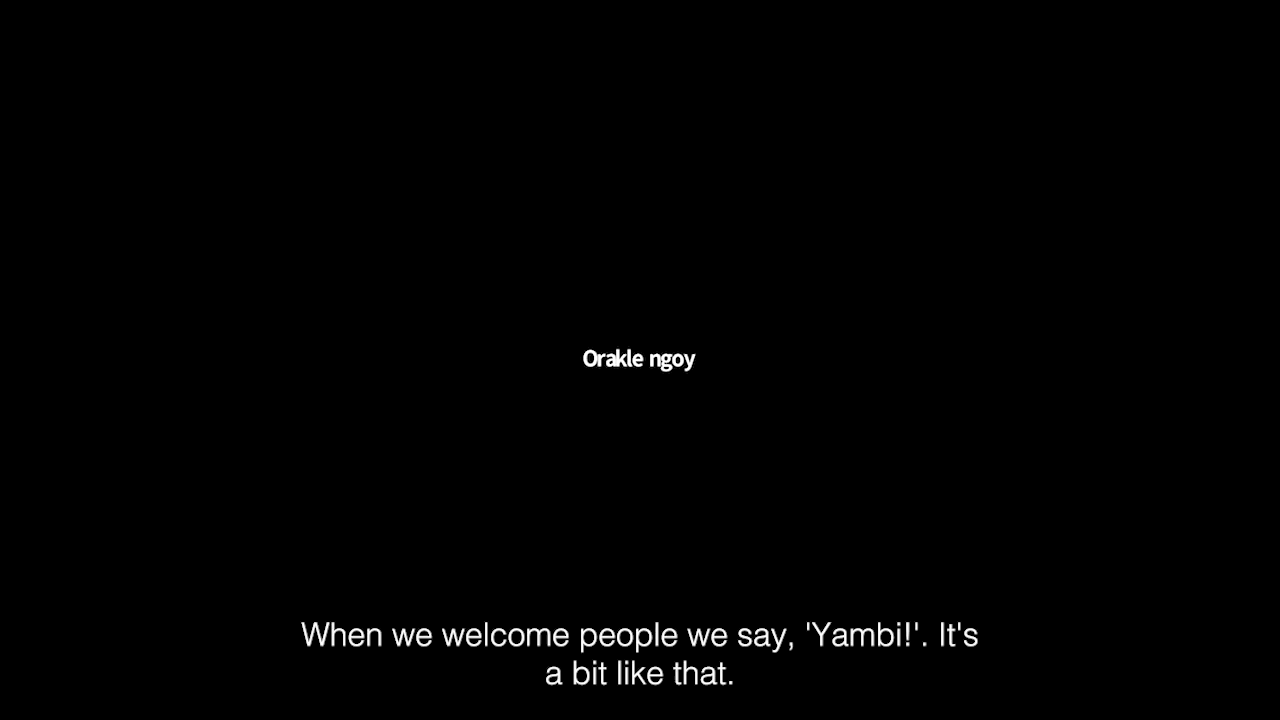 Orakle ngoy
When we welcome people we say, 'Yambi!'. It's
a bit like that.